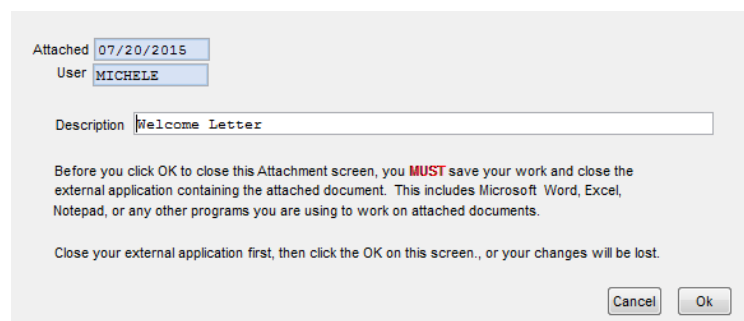 Attached 07/20/2015
User MICHELE
Description Welcome Letter
Before you click OK to close this Attachment screen, you MUST save your work and close the
external application containing the attached document. This includes Microsoft Word, Excel,
Notepad, or any other programs you are using to work on attached documents.
Close your external application first, then click the OK on this screen., or your changes will be lost.
Cancel Ok